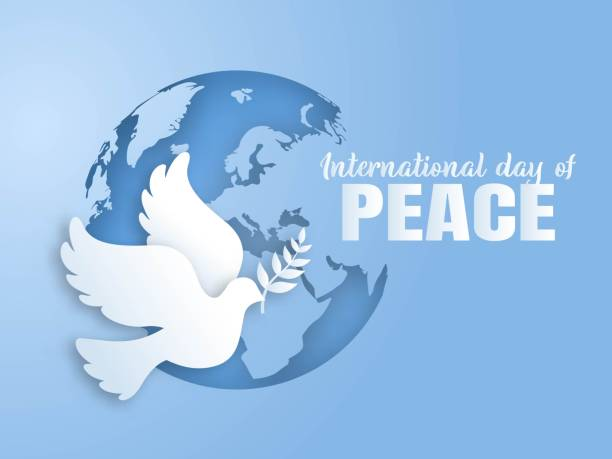 International day of
PEACE